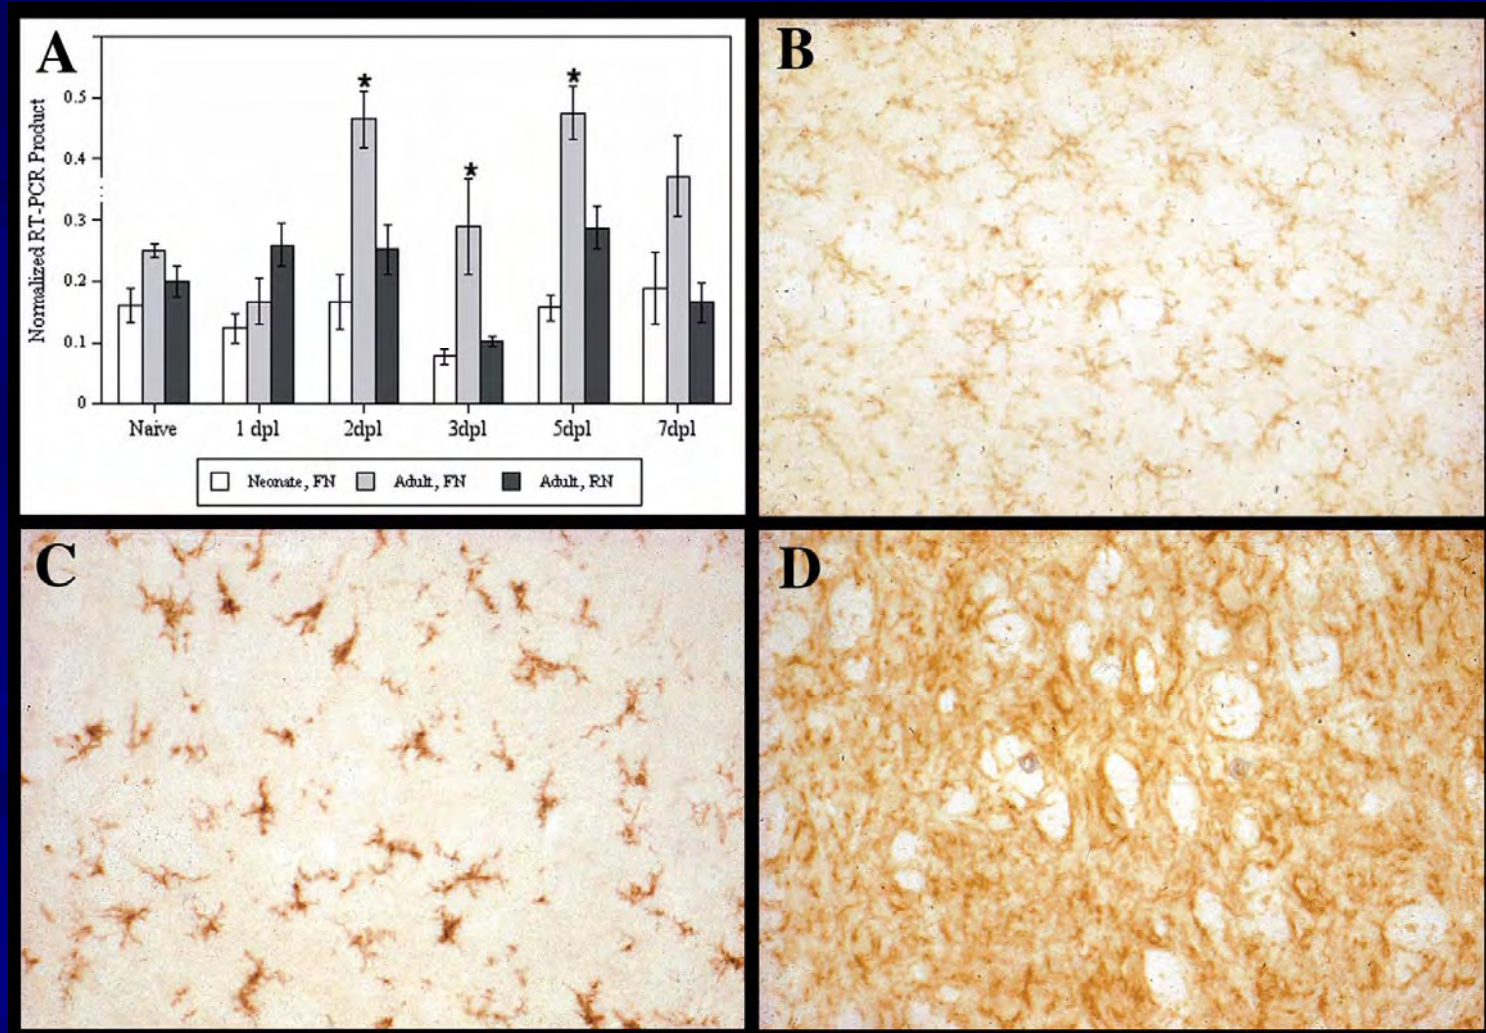 A
B
Normalized RT-PCR Product
0.5
0.4
0.3
0.2
0.1
0
*
*
*
Naive 1 dpl 2dpl 3dpl 5dpl 7dpl
Neonate, FN Adult, FN Adult, RN
C
D